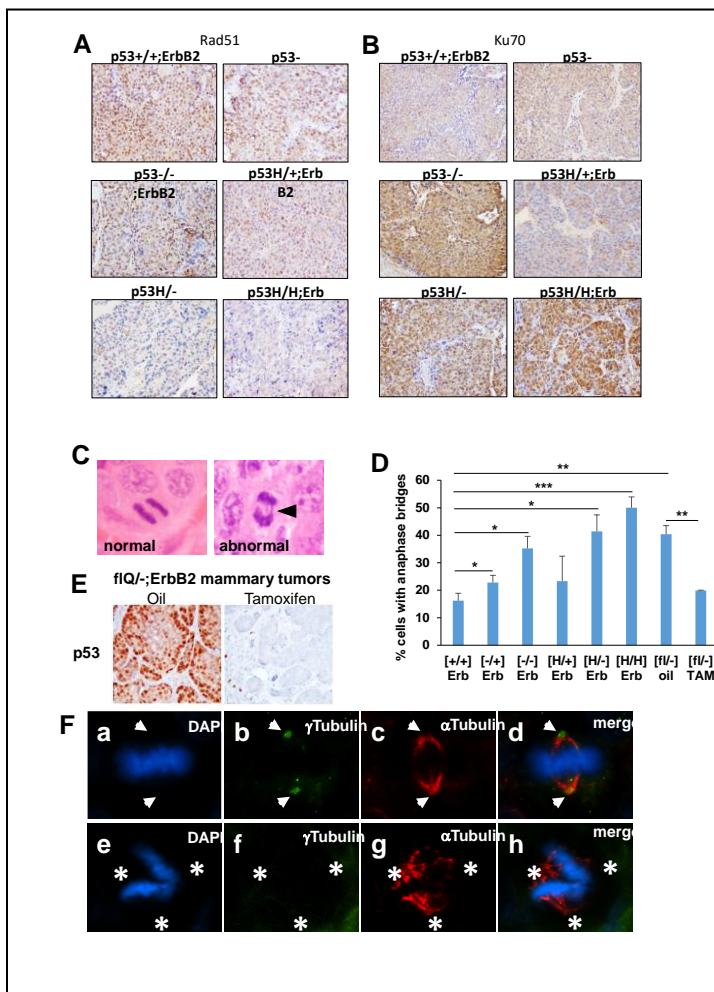 A
Rad51
p53+/+;ErbB2
p53-
p53-/-
;ErbB2
p53H/+;Erb
B2
p53H/-
p53H/H;Erb
B
Ku70
p53+/+;ErbB2
p53-
p53-/-
p53H/+;Erb
p53H/-
p53H/H;Erb
C
normal
abnormal
D
% cells with anaphase bridges
60
50
40
30
20
10
0
**
***
*
*
*
**
[+/+] [-/+] [-/-] [H/+] [H/-] [H/H] [fl/-] [fl/-]
Erb Erb Erb Erb Erb Erb oil TAM
E
flQ/-;ErbB2 mammary tumors
Oil Tamoxifen
p53
F
a DAPI b γTubulin c αTubulin d merge
e DAPI f γTubulin g αTubulin h merge
* * * * * * * * * * * *